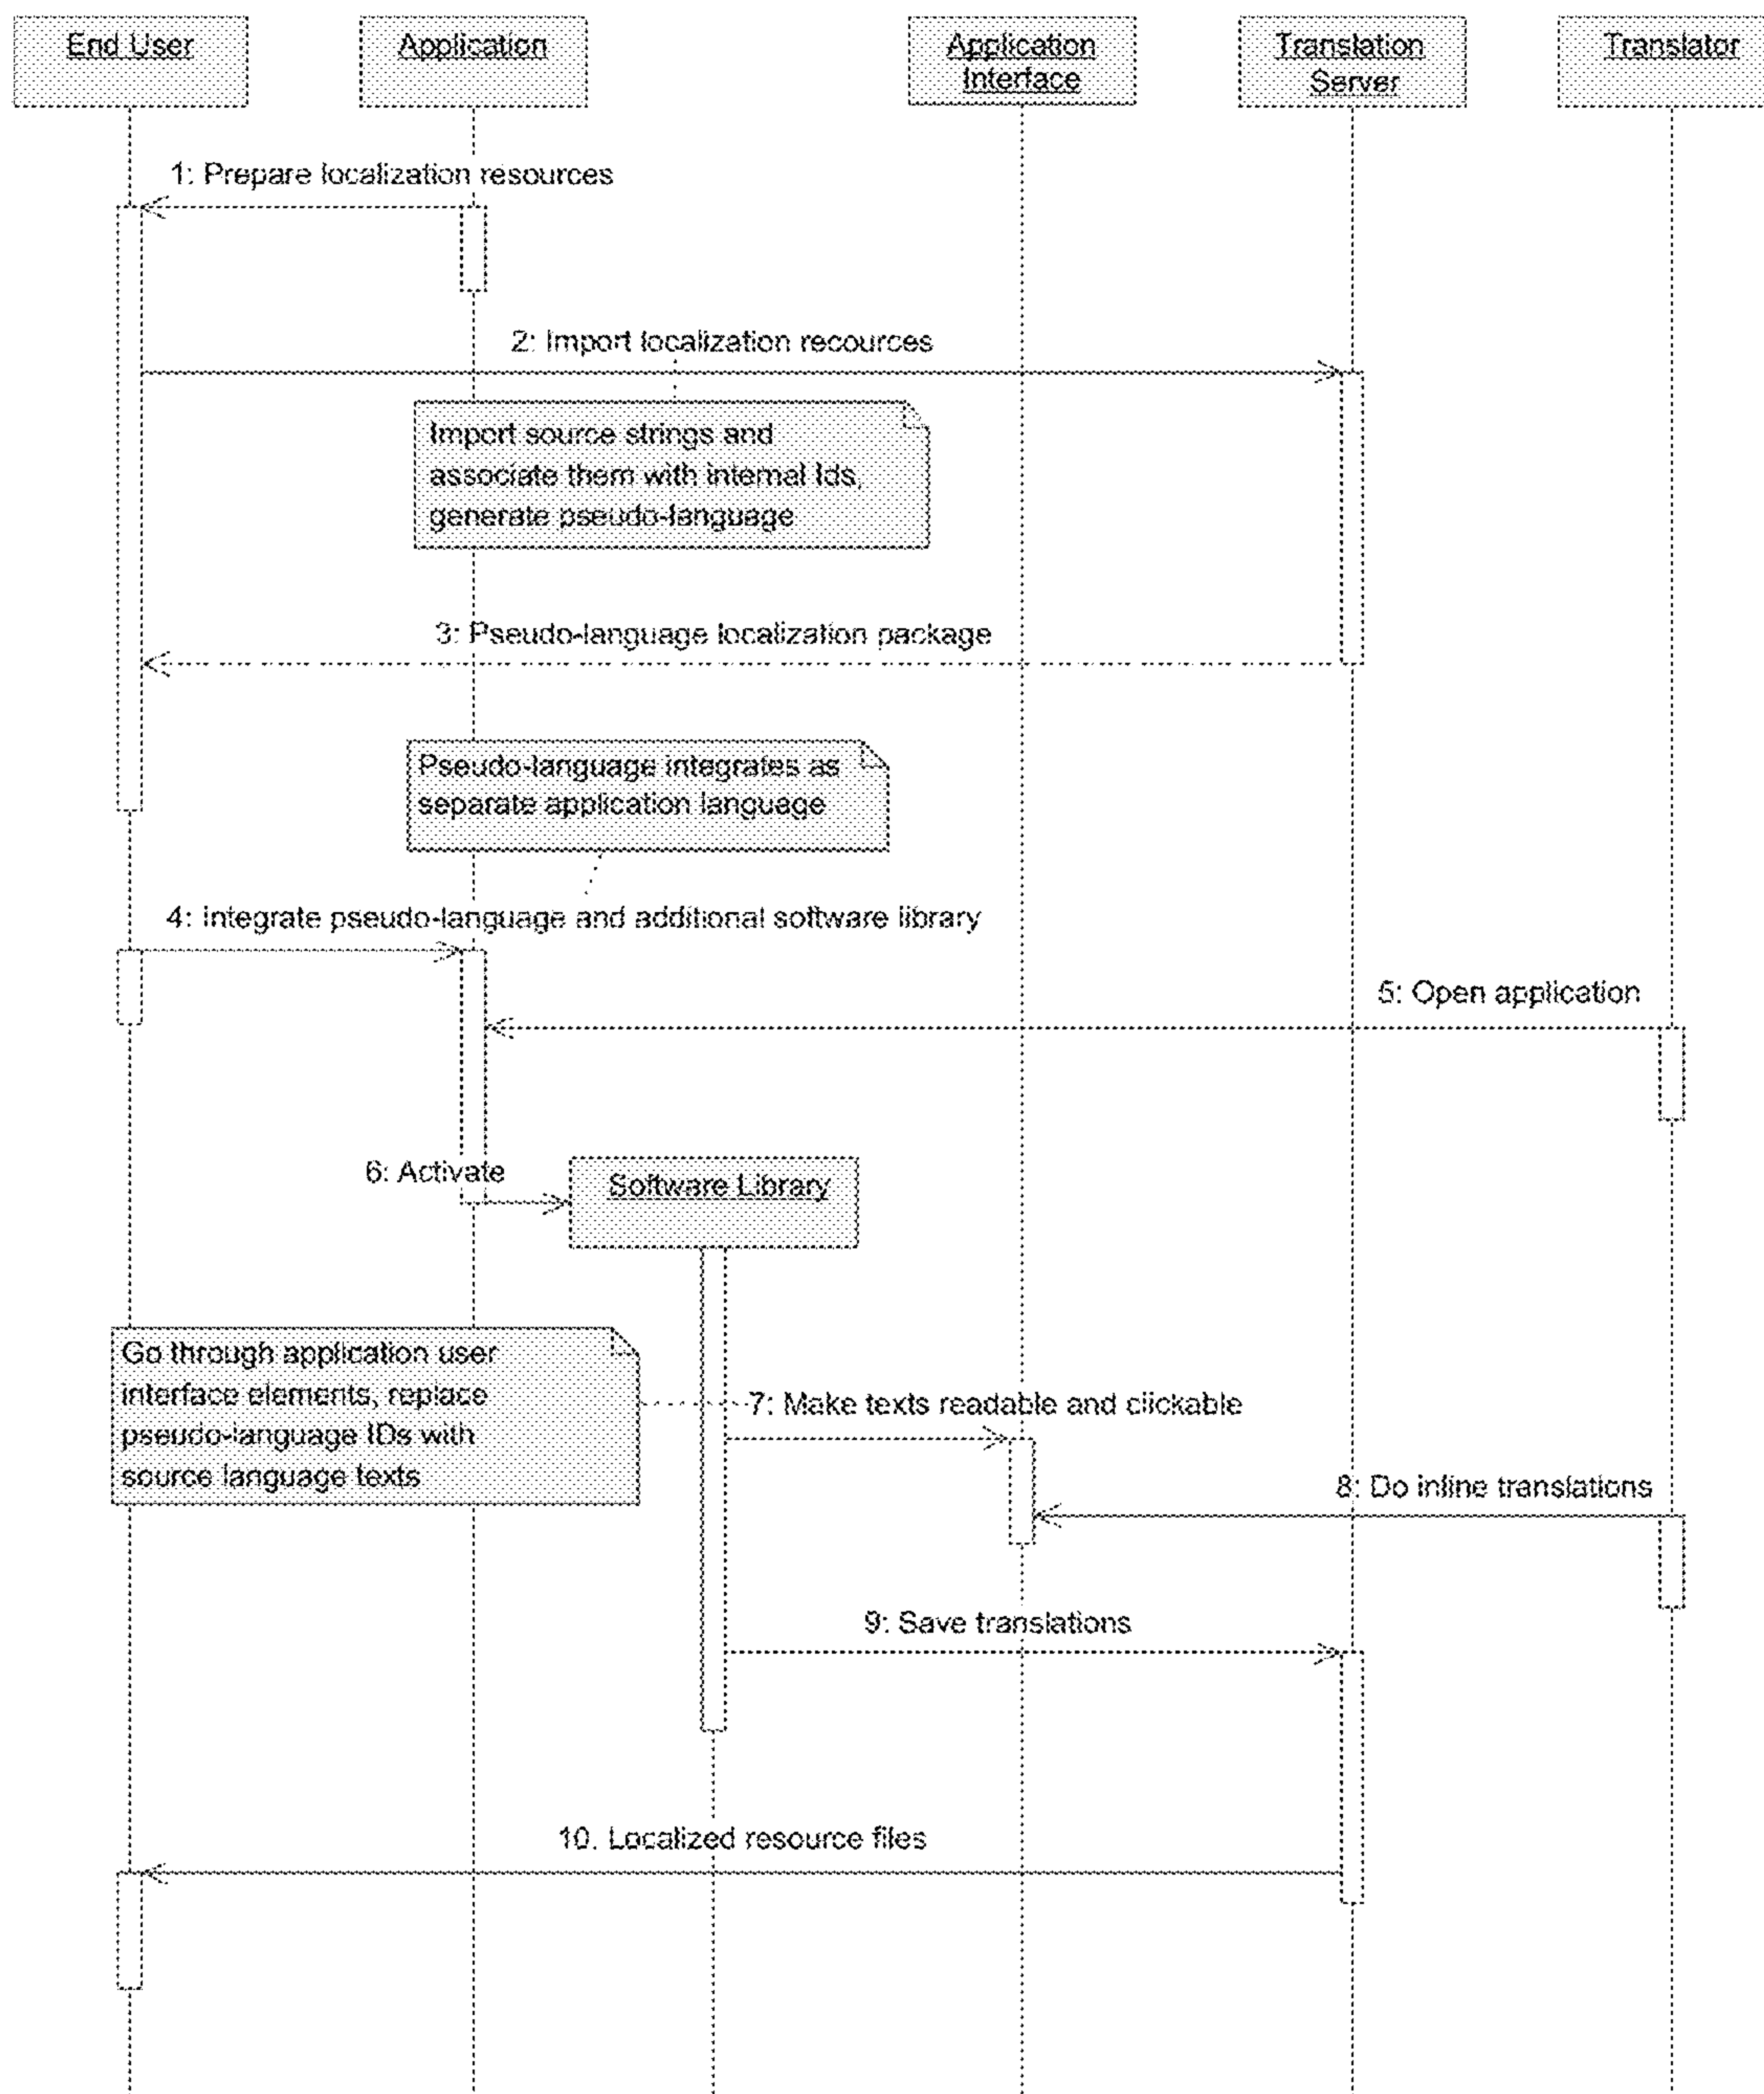 End User
Application
Application
Interface
Translation
Server
Translator
1: Prepare localization resources
2: Import localization recources
Import source strings and
associate them with internal Ids,
generate pseudo-language
3: Pseudo-language localization package
Pseudo-language integrates as
separate application language
4: Integrate pseudo-language and additional software library
5: Open application
6: Activate
Software Library
Go through application user
interface elements, replace
pseudo-language IDs with
source language texts
7: Make texts readable and clickable
8: Do inline translations
9: Save translations
10. Localized resource files